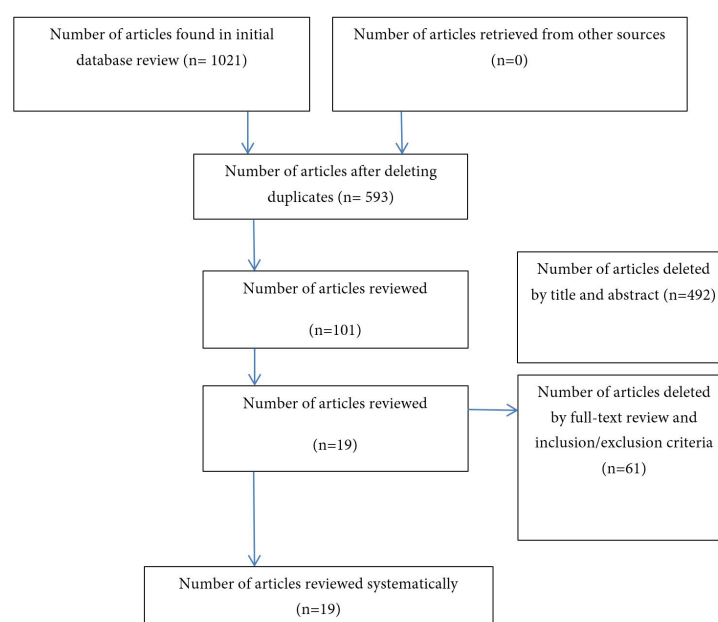 Number of articles found in initial
database review (n= 1021)
Number of articles retrieved from other sources
(n=0)
Number of articles after deleting
duplicates (n= 593)
Number of articles reviewed
(n=101)
Number of articles deleted
by title and abstract (n=492)
Number of articles reviewed
(n=19)
Number of articles deleted
by full-text review and
inclusion/exclusion criteria
(n=61)
Number of articles reviewed systematically
(n=19)